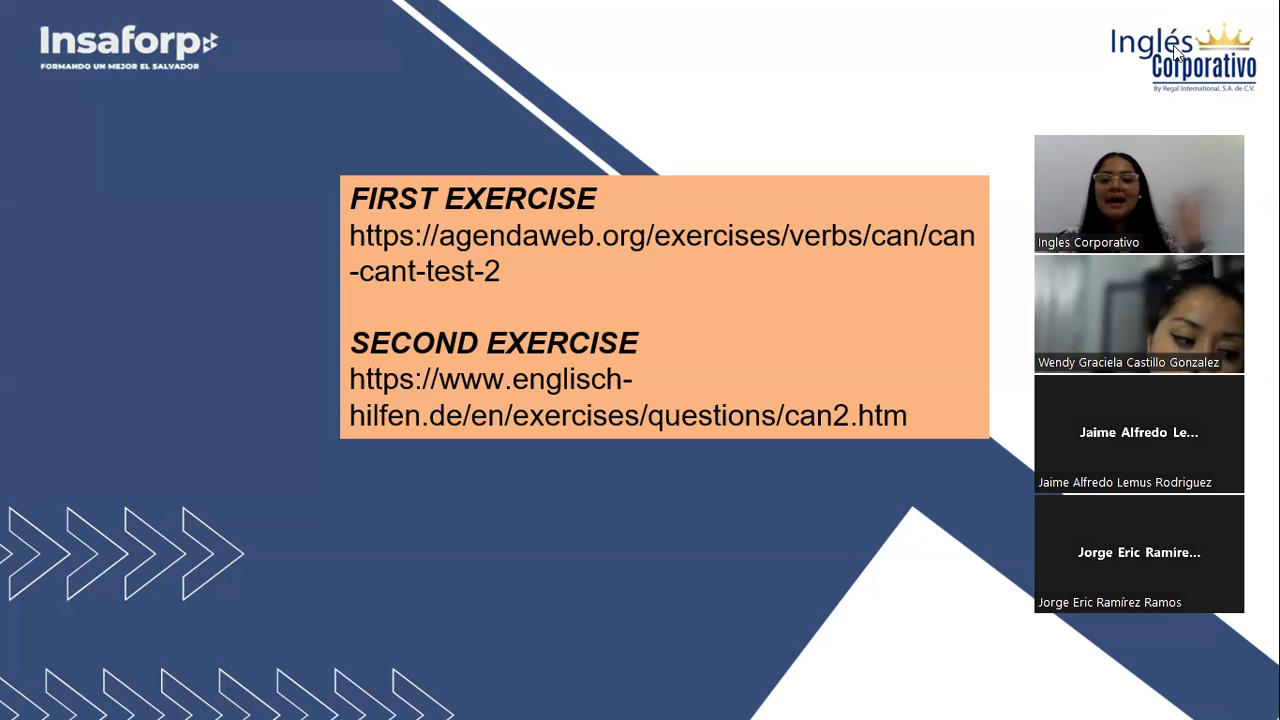 Insaforp
FORMANDO UN MEJOR EL SALVADOR
Inglés
Corporativo
By Regal International, S.A. de C.V.
FIRST EXERCISE
https://agendaweb.org/exercises/verbs/can/can
-cant-test-2
SECOND EXERCISE
https://www.englisch-
hilfen.de/en/exercises/questions/can2.htm
Ingles Corporativo
Wendy Graciela Castillo Gonzalez
Jaime Alfredo Le...
Jaime Alfredo Lemus Rodriguez
Jorge Eric Ramíre...
Jorge Eric Ramírez Ramos